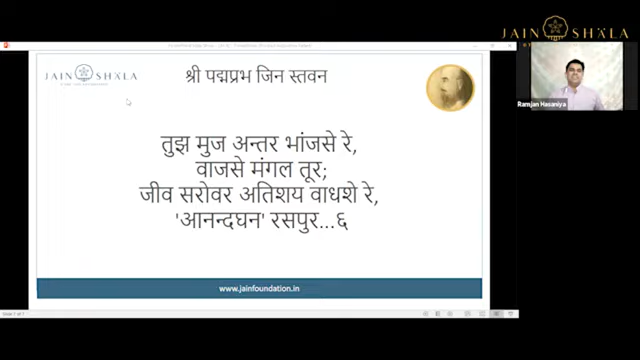 JAIN SHALA
Ramjan Hasaniya
JAIN SHALA
श्री पद्मप्रभ जिन स्तवन
तुझ मुज अन्तर भांजसे रे,
वाजसे मंगल तूर;
जीव सरोवर अतिशय वाधशे रे,
'आनन्दघन' रसपुर...६
www.jainfoundation.in